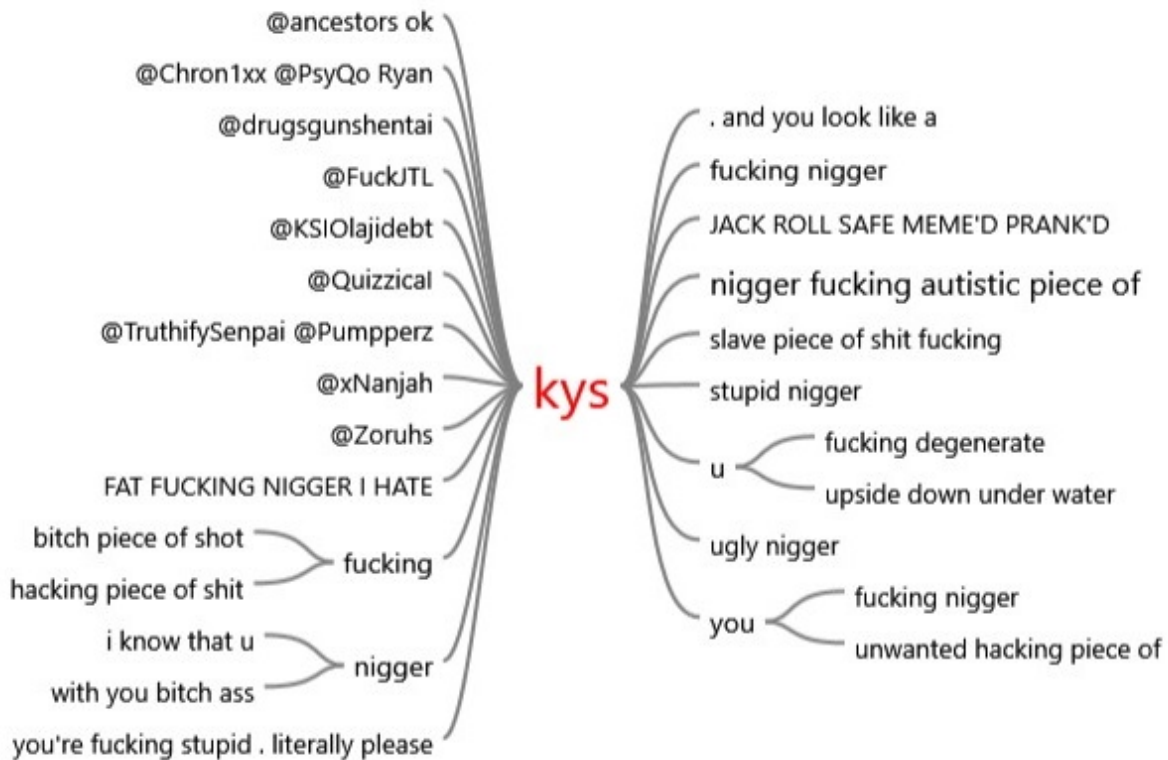 @ancestors ok
@Chron1xx @PsyQo Ryan
@drugsgunshentai
@FuckJTL
@KSIOlajidebt
@Quizzical
@TruthifySenpai @Pumpperz
@xNanjah
@Zoruhs
FAT FUCKING NIGGER I HATE
bitch piece of shot
hacking piece of shit
fucking
i know that u
with you bitch ass
nigger
you're fucking stupid . literally please
kys
. and you look like a
fucking nigger
JACK ROLL SAFE MEME'D PRANK'D
nigger fucking autistic piece of
slave piece of shit fucking
stupid nigger
u
fucking degenerate
upside down under water
ugly nigger
you
fucking nigger
unwanted hacking piece of